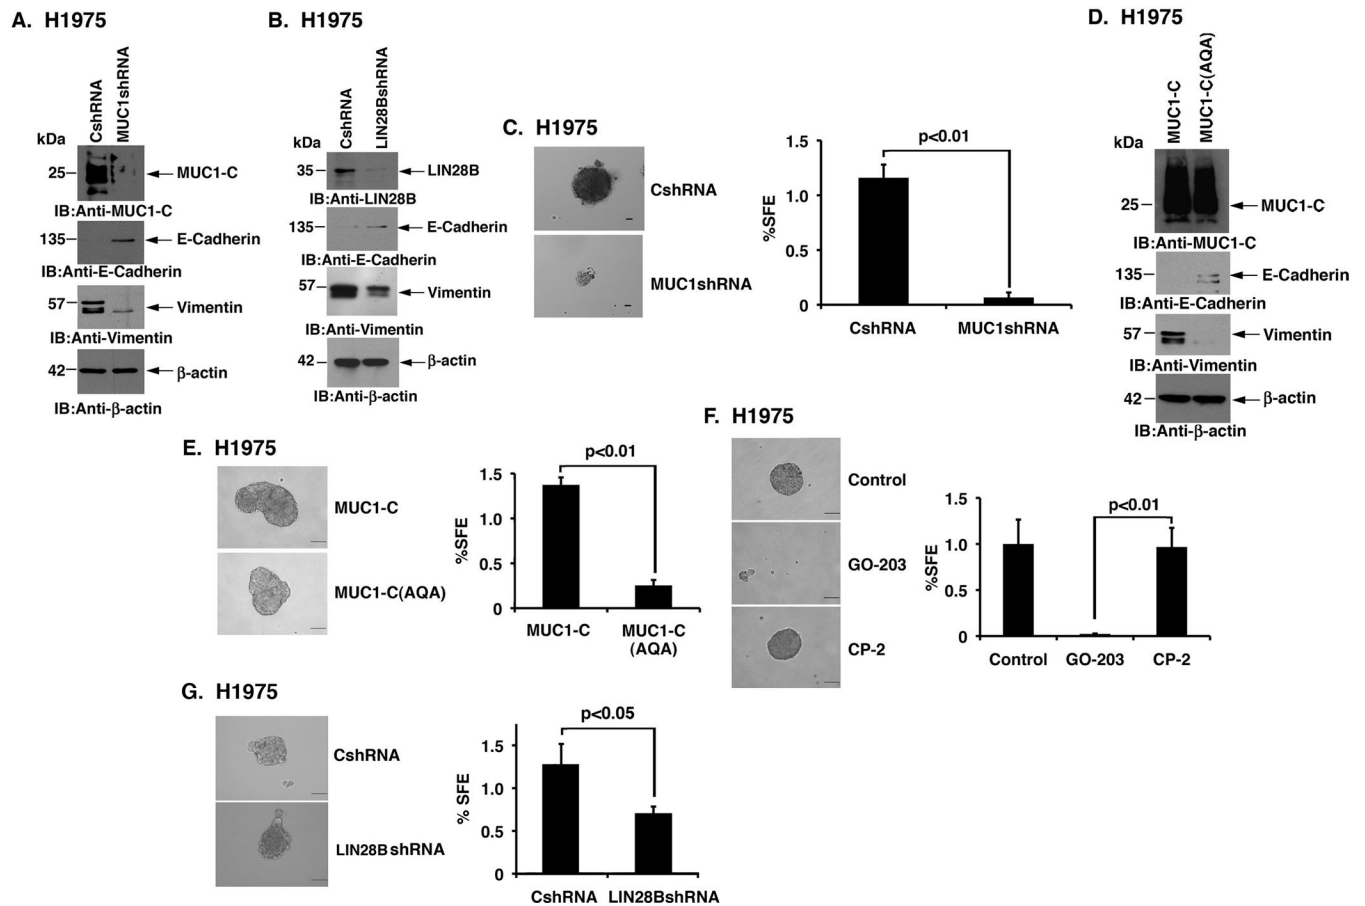 A. H1975
CshRNA
MUC1shRNA
kDa
25
MUC1-C
IB:Anti-MUC1-C
135
E-Cadherin
IB:Anti-E-Cadherin
57
Vimentin
IB:Anti-Vimentin
42
β-actin
IB:Anti-β-actin
B. H1975
CshRNA
LIN28BshRNA
kDa
35
LIN28B
IB:Anti-LIN28B
135
E-Cadherin
IB:Anti-E-Cadherin
57
Vimentin
IB:Anti-Vimentin
42
β-actin
IB:Anti-β-actin
C. H1975
CshRNA
MUC1shRNA
%SFE
1.5
1.0
0.5
0
p<0.01
CshRNA
MUC1shRNA
D. H1975
MUC1-C
MUC1-C(AQA)
kDa
25
MUC1-C
IB:Anti-MUC1-C
135
E-Cadherin
IB:Anti-E-Cadherin
57
Vimentin
IB:Anti-Vimentin
42
β-actin
IB:Anti-β-actin
E. H1975
MUC1-C
MUC1-C(AQA)
%SFE
1.5
1.0
0.5
0
p<0.01
MUC1-C
MUC1-C
(AQA)
F. H1975
Control
GO-203
CP-2
%SFE
1.5
1.0
0.5
0
p<0.01
Control
GO-203
CP-2
G. H1975
CshRNA
LIN28BshRNA
% SFE
1.5
1.0
0.5
0
p<0.05
CshRNA
LIN28BshRNA